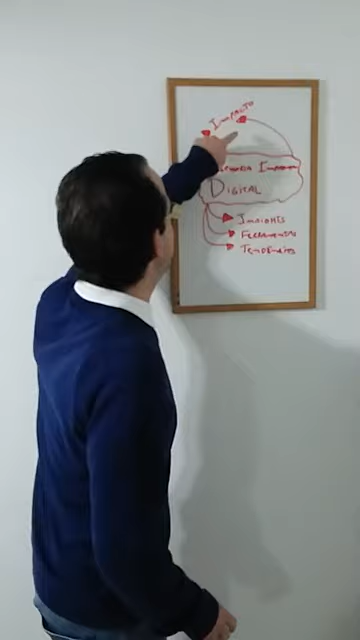 IMPACTO
DIGITAL
INSIGHTS
FERRAMENTAS
TENDÊNCIAS